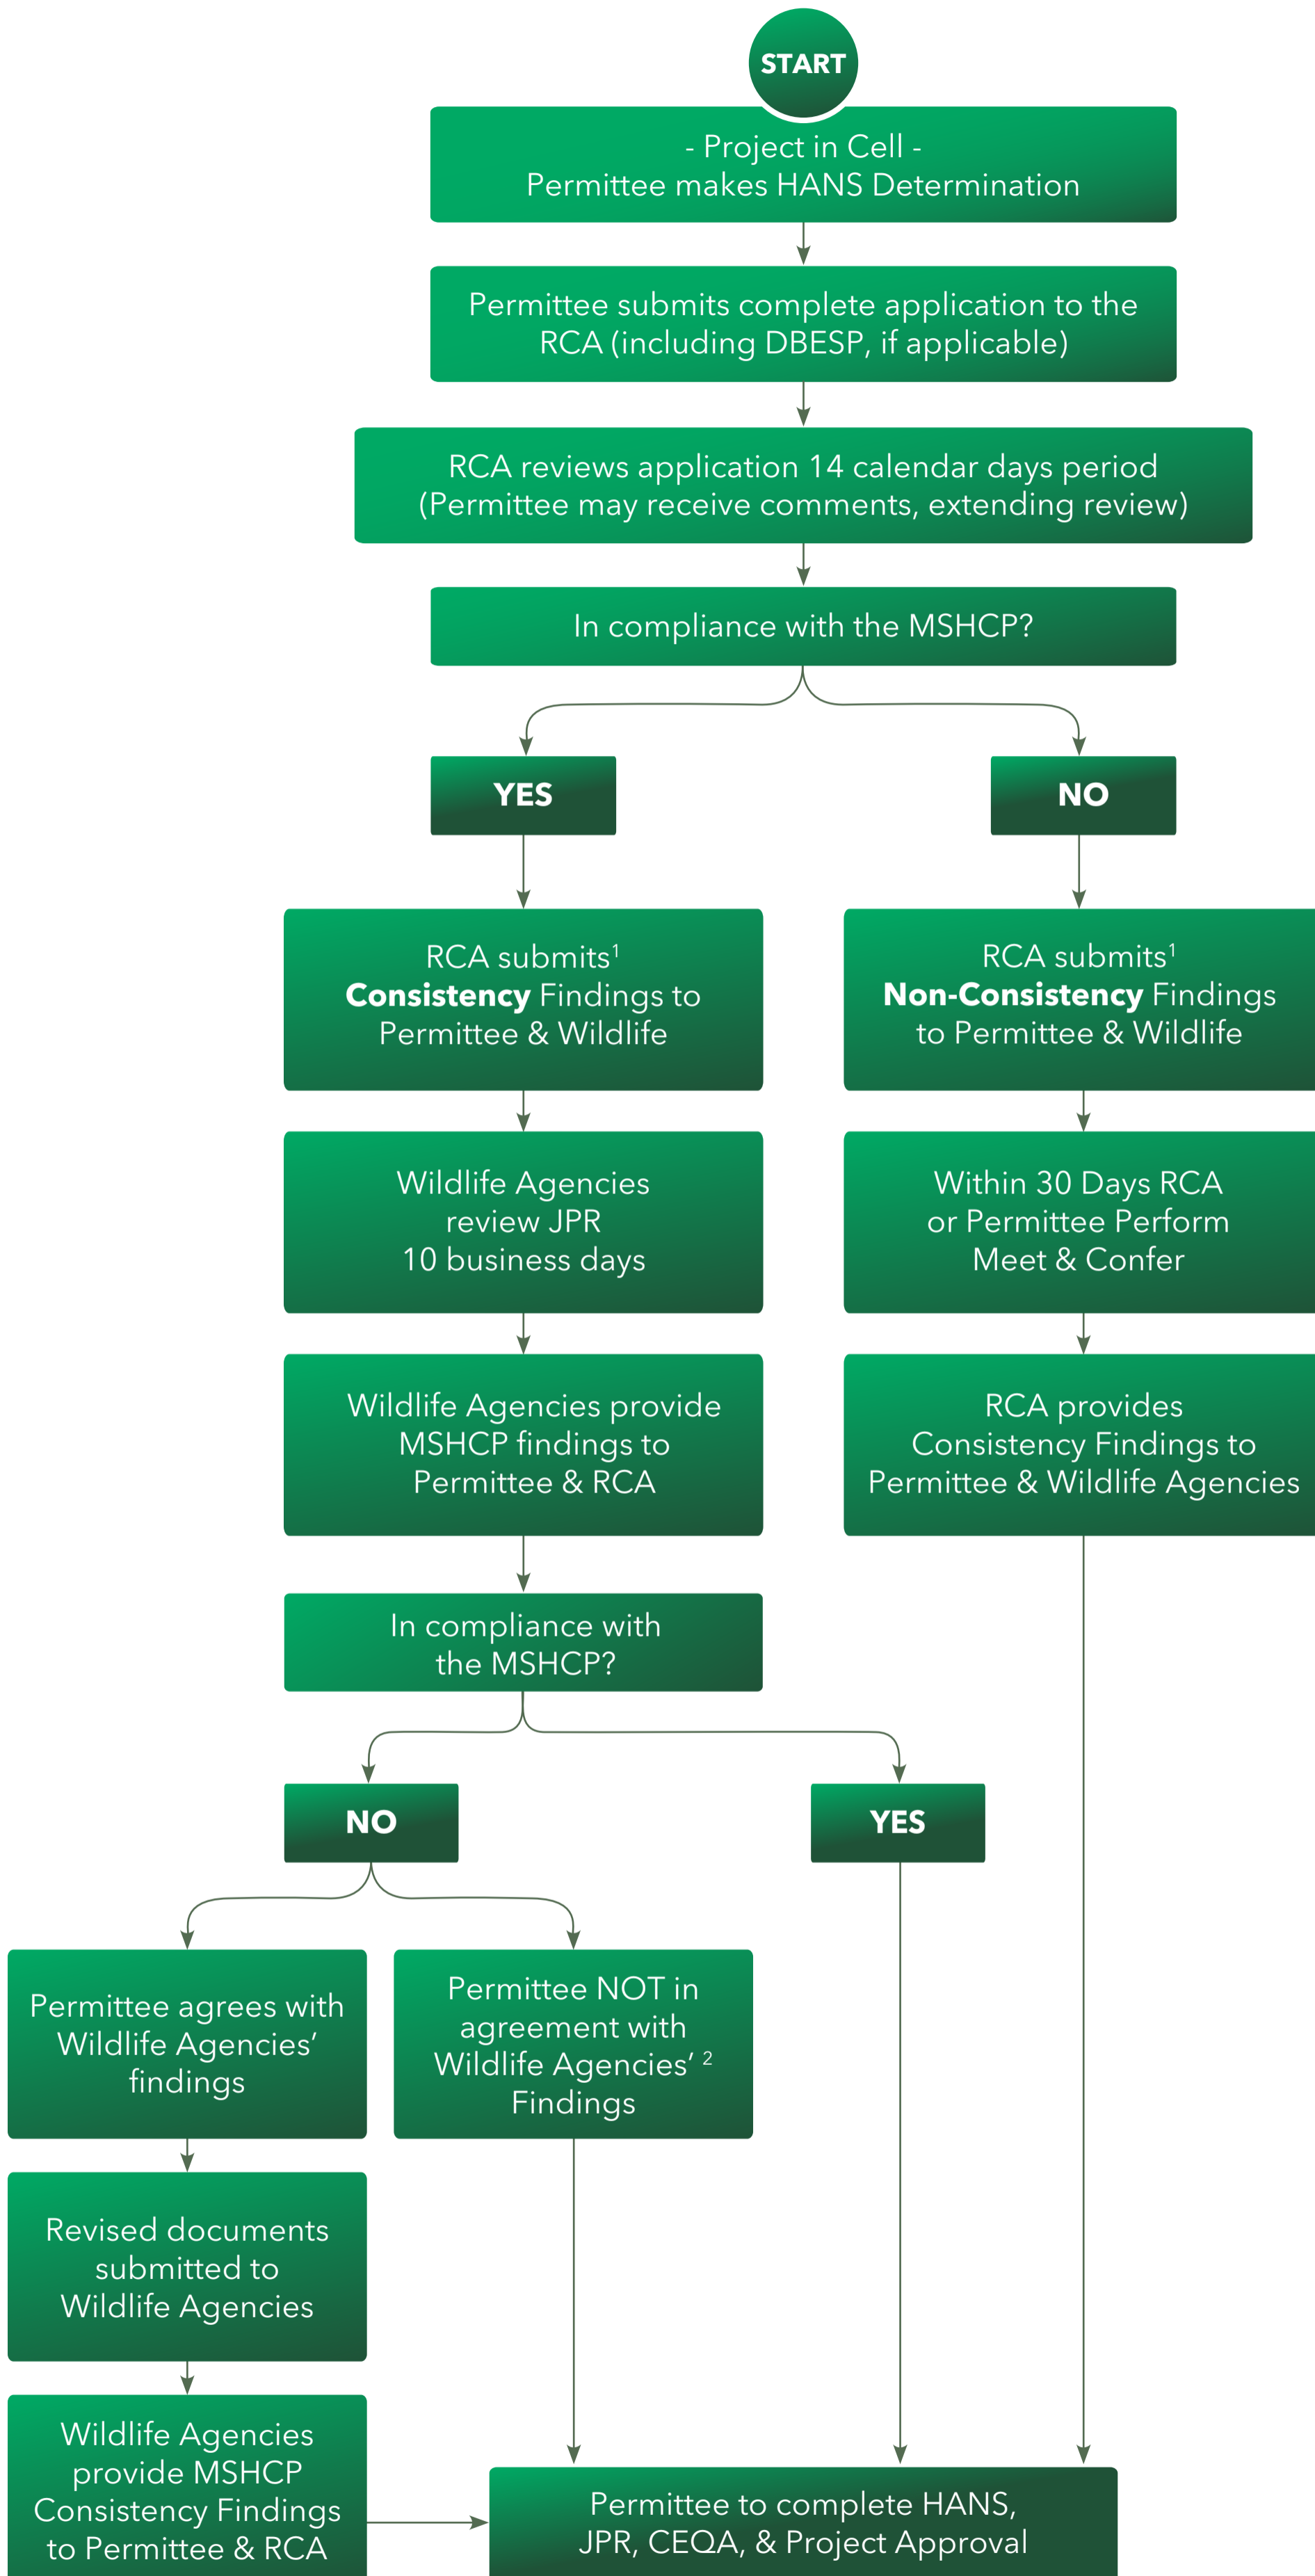 START
- Project in Cell -
Permittee makes HANS Determination
Permittee submits complete application to the
RCA (including DBESP, if applicable)
RCA reviews application 14 calendar days period
(Permittee may receive comments, extending review)
In compliance with the MSHCP?
YES
NO
RCA submits¹
Consistency Findings to
Permittee & Wildlife
RCA submits¹
Non-Consistency Findings
to Permittee & Wildlife
Wildlife Agencies
review JPR
10 business days
Within 30 Days RCA
or Permittee Perform
Meet & Confer
Wildlife Agencies provide
MSHCP findings to
Permittee & RCA
RCA provides
Consistency Findings to
Permittee & Wildlife Agencies
In compliance with
the MSHCP?
NO
YES
Permittee agrees with
Wildlife Agencies’
findings
Permittee NOT in
agreement with
Wildlife Agencies’ ²
Findings
Revised documents
submitted to
Wildlife Agencies
Wildlife Agencies
provide MSHCP
Consistency Findings
to Permittee & RCA
Permittee to complete HANS,
JPR, CEQA, & Project Approval